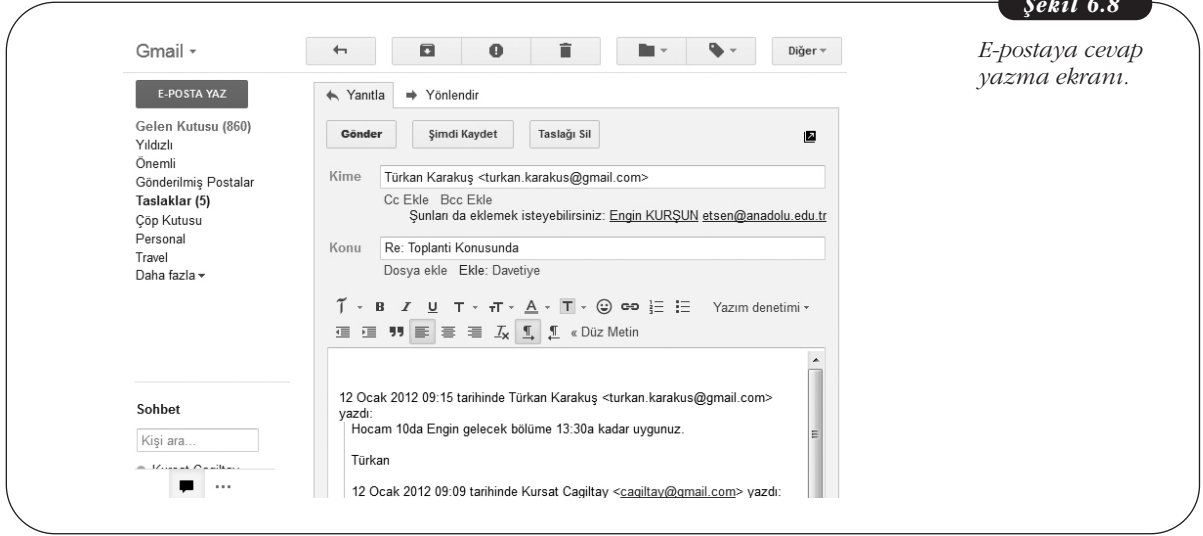 Şekil 6.8
E-postaya cevap
yazma ekranı.
Gmail
Diğer
E-POSTA YAZ
Gelen Kutusu (860)
Yıldızlı
Önemli
Gönderilmiş Postalar
Taslaklar (5)
Çöp Kutusu
Personal
Travel
Daha fazla
Sohbet
Kişi ara...
Kursat Cagiltay
Yanıtla Yönlendir
Gönder Şimdi Kaydet Taslağı Sil
Kime Türkan Karakuş <turkan.karakus@gmail.com>
Cc Ekle Bcc Ekle
Şunları da eklemek isteyebilirsiniz: Engin KURŞUN etsen@anadolu.edu.tr
Konu Re: Toplanti Konusunda
Dosya ekle Ekle: Davetiye
B I U T TT A T Yazım denetimi
« Düz Metin
12 Ocak 2012 09:15 tarihinde Türkan Karakuş <turkan.karakus@gmail.com>
yazdı:
Hocam 10da Engin gelecek bölüme 13:30a kadar uygunuz.
Türkan
12 Ocak 2012 09:09 tarihinde Kursat Cagiltay <cagiltay@gmail.com> yazdı: